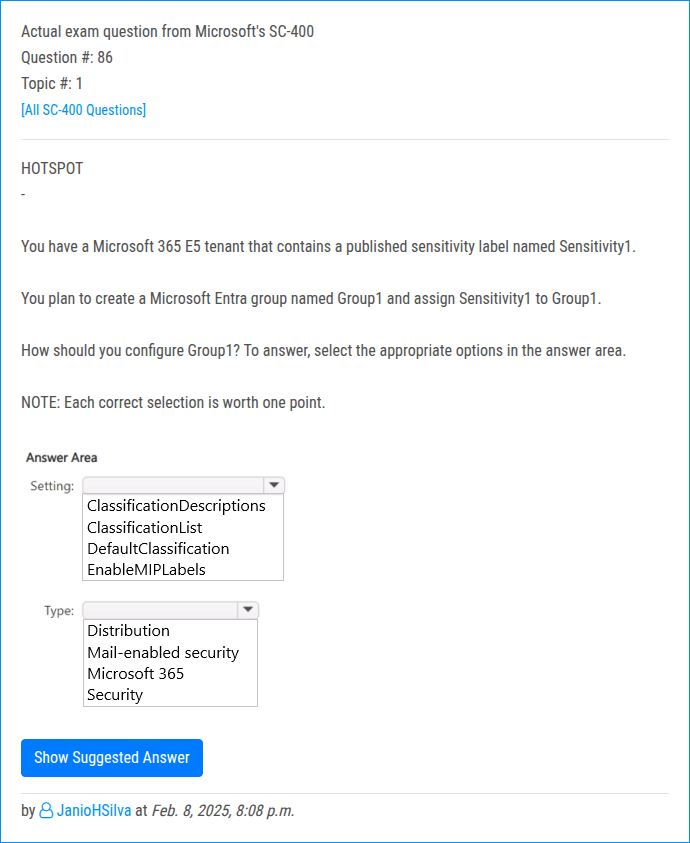 Actual exam question from Microsoft's SC-400
Question #: 86
Topic #: 1
[All SC-400 Questions]
HOTSPOT
-
You have a Microsoft 365 E5 tenant that contains a published sensitivity label named Sensitivity1.
You plan to create a Microsoft Entra group named Group1 and assign Sensitivity1 to Group1.
How should you configure Group1? To answer, select the appropriate options in the answer area.
NOTE: Each correct selection is worth one point.
Answer Area
Setting:
ClassificationDescriptions
ClassificationList
DefaultClassification
EnableMIPLabels
Type:
Distribution
Mail-enabled security
Microsoft 365
Security
Show Suggested Answer
by JanioHSilva at Feb. 8, 2025, 8:08 p.m.